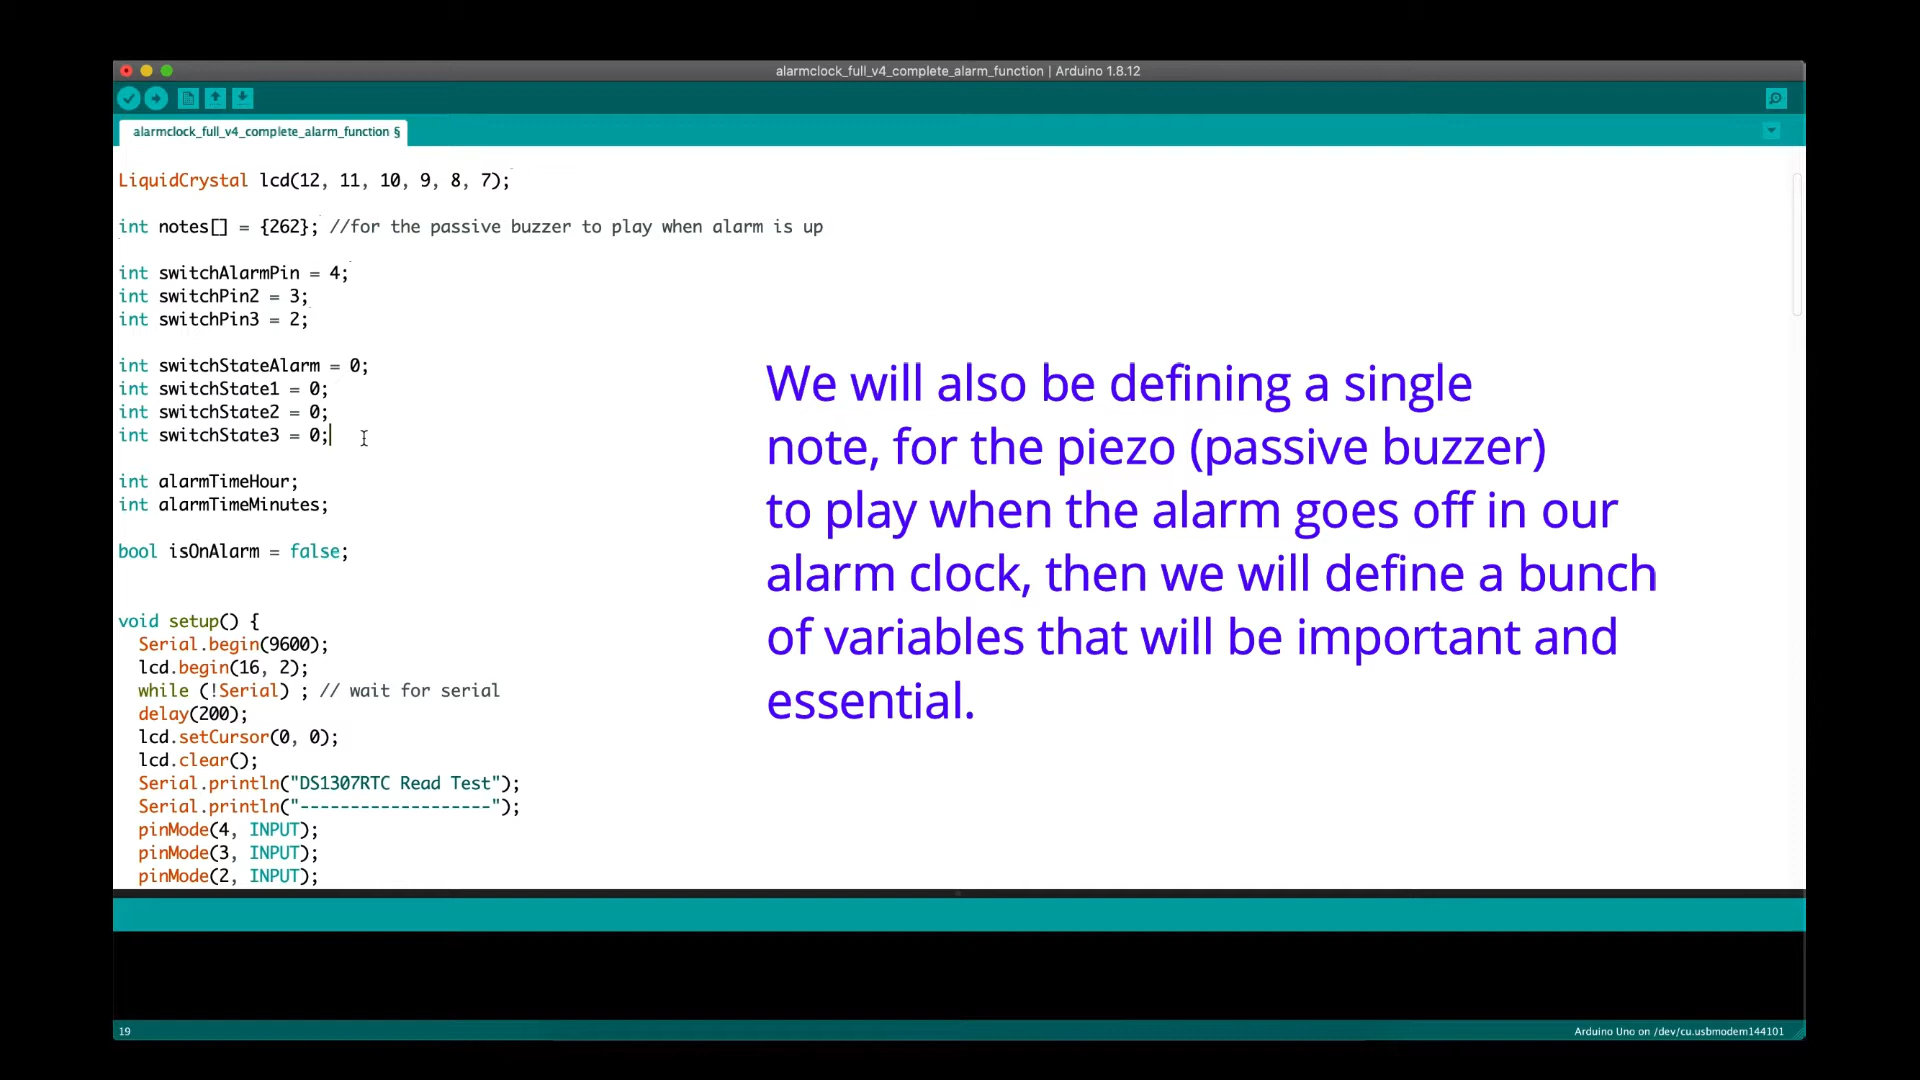 alarmclock_full_v4_complete_alarm_function | Arduino 1.8.12
alarmclock_full_v4_complete_alarm_function §
LiquidCrystal lcd(12, 11, 10, 9, 8, 7);
int notes[] = {262}; //for the passive buzzer to play when alarm is up
int switchAlarmPin = 4;
int switchPin2 = 3;
int switchPin3 = 2;
int switchStateAlarm = 0;
int switchState1 = 0;
int switchState2 = 0;
int switchState3 = 0;
int alarmTimeHour;
int alarmTimeMinutes;
bool isOnAlarm = false;
void setup() {
Serial.begin(9600);
lcd.begin(16, 2);
while (!Serial) ; // wait for serial
delay(200);
lcd.setCursor(0, 0);
lcd.clear();
Serial.println("DS1307RTC Read Test");
Serial.println("-------------------");
pinMode(4, INPUT);
pinMode(3, INPUT);
pinMode(2, INPUT);
We will also be defining a single
note, for the piezo (passive buzzer)
to play when the alarm goes off in our
alarm clock, then we will define a bunch
of variables that will be important and
essential.
19
Arduino Uno on /dev/cu.usbmodem144101